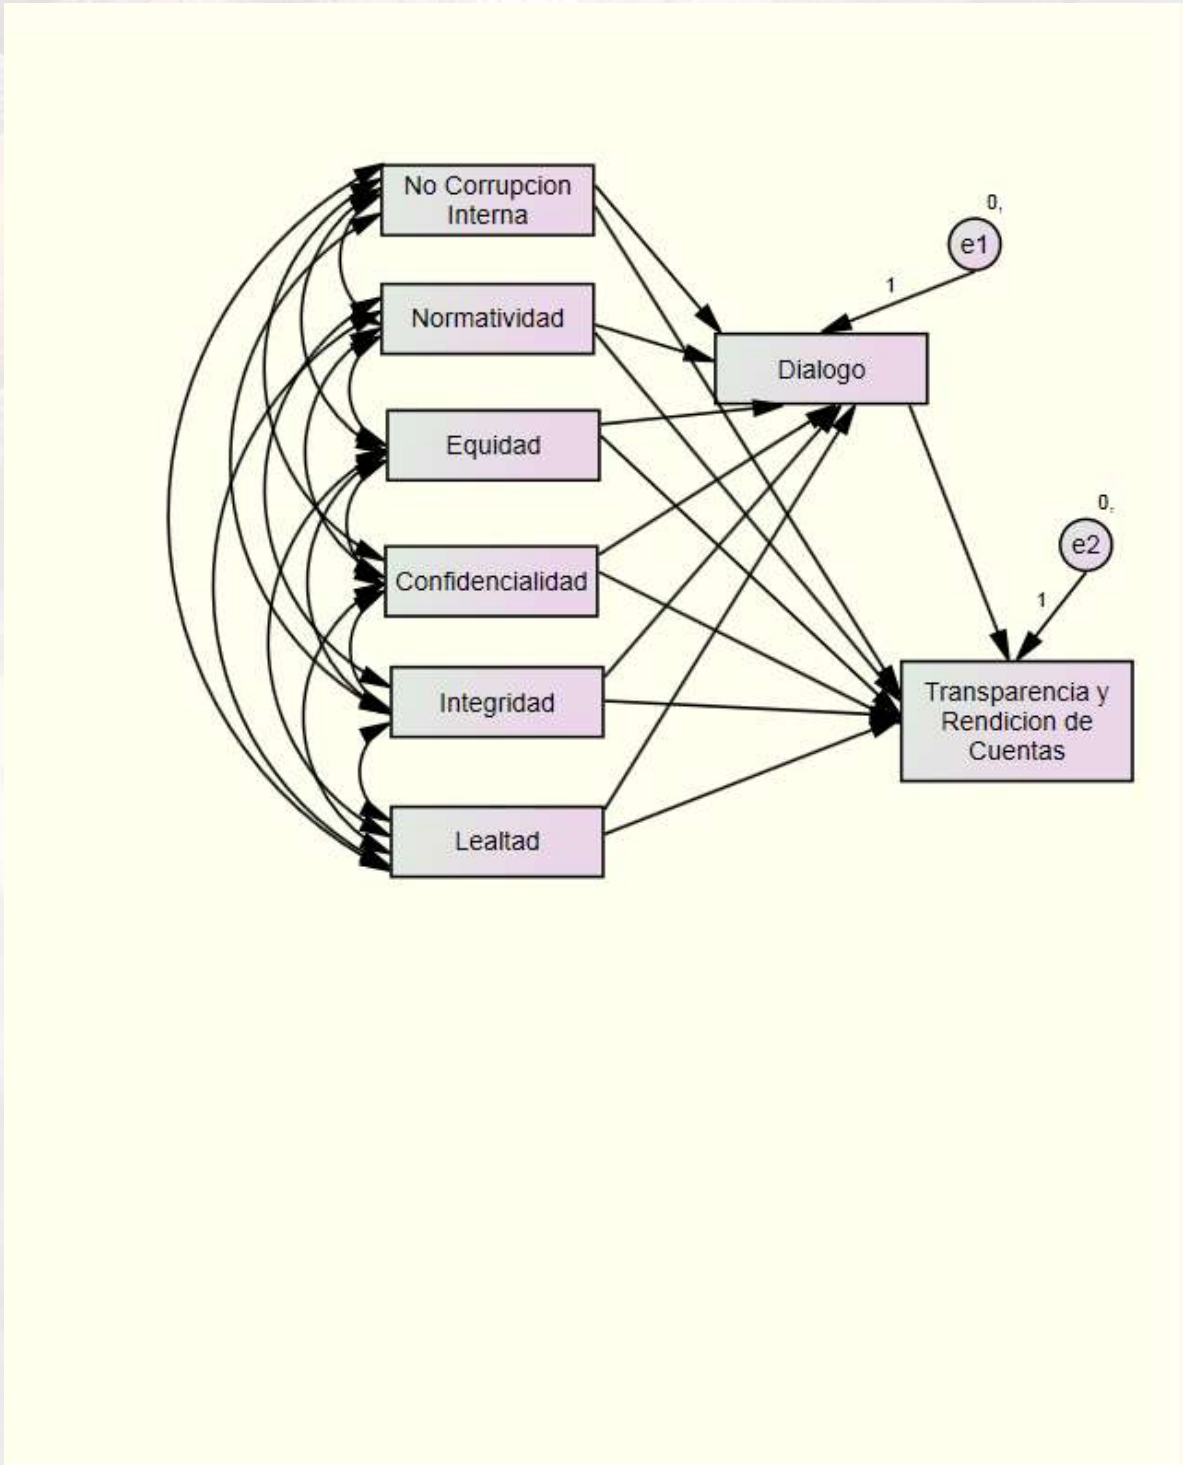 No Corrupcion
Interna
0,
e1
1
Normatividad
Dialogo
Equidad
0,
e2
1
Confidencialidad
Integridad
Transparencia y
Rendicion de
Cuentas
Lealtad